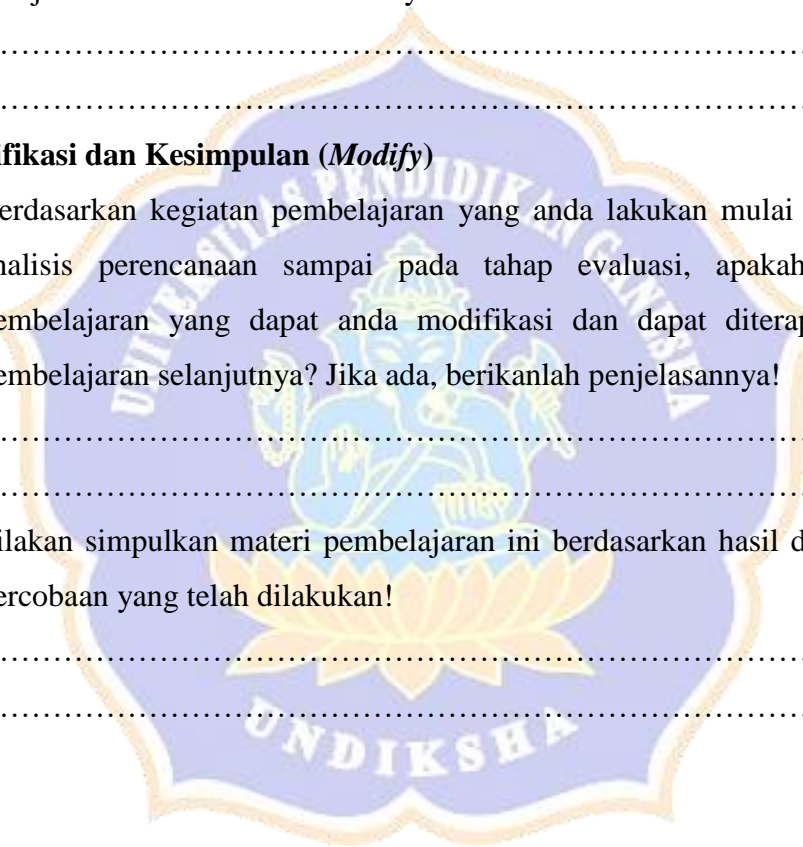 ……………………………………………………………………
……………………………………………………………………
ifikasi dan Kesimpulan (Modify)
erdasarkan kegiatan pembelajaran yang anda lakukan mulai
nalisis perencanaan sampai pada tahap evaluasi, apakah
embelajaran yang dapat anda modifikasi dan dapat diterap
embelajaran selanjutnya? Jika ada, berikanlah penjelasannya!
……………………………………………………………………
……………………………………………………………………
ilakan simpulkan materi pembelajaran ini berdasarkan hasil d
ercobaan yang telah dilakukan!
……………………………………………………………………
……………………………………………………………………
UNIVERSITAS PENDIDIKAN GANESHA
UNDIKSHA